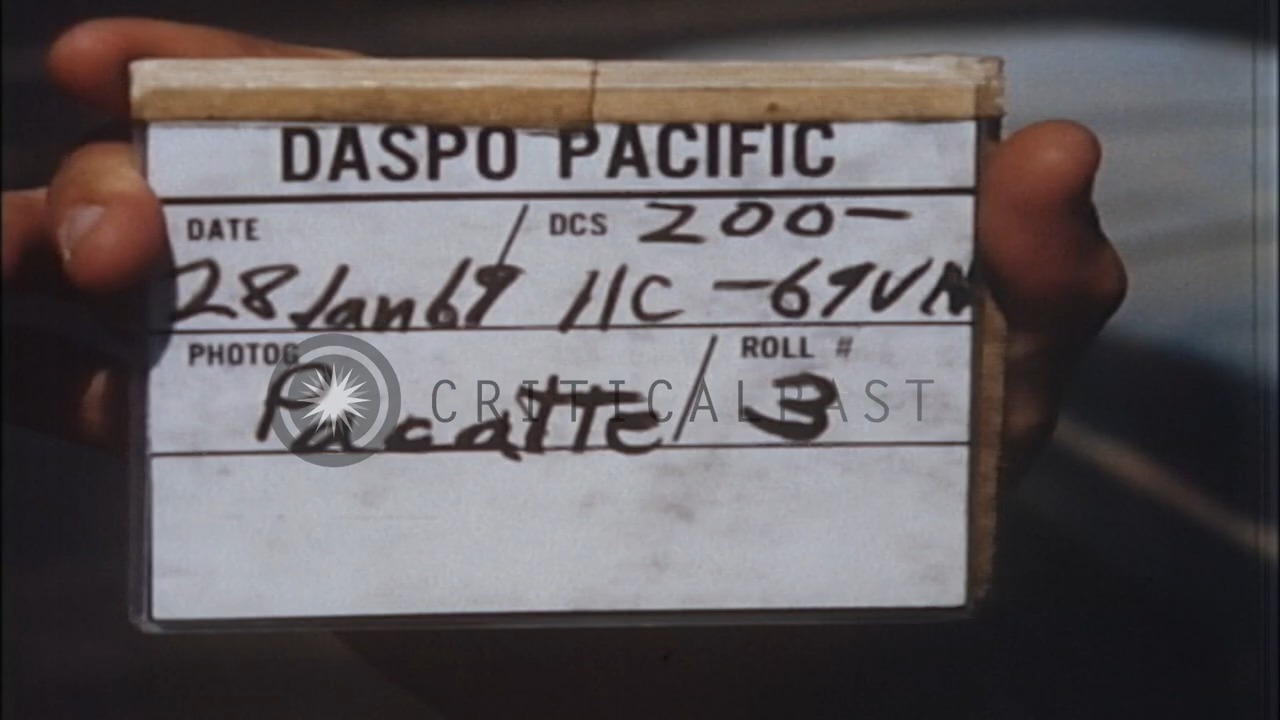 DASPO PACIFIC
DATE / DCS 200-
28 Jan 69 11C -69VN
PHOTOG / ROLL #
Pacatte 3
CRITICALPAST